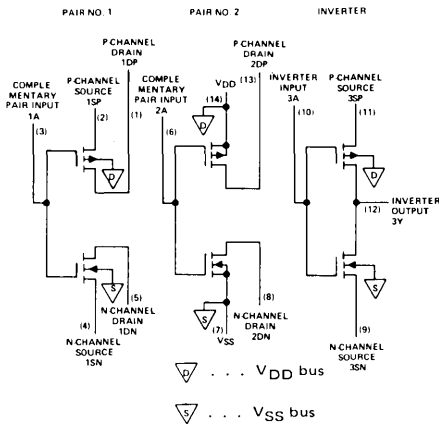 PAIR NO. 1
PAIR NO. 2
INVERTER
P-CHANNEL
DRAIN
1DP
P-CHANNEL
DRAIN
2DP
COMPLE
MENTARY
PAIR INPUT
1A
(3)
P-CHANNEL
SOURCE
1SP
(2)
(1)
COMPLE
MENTARY
PAIR INPUT
2A
(6)
VDD
(14)
(13)
INVERTER
INPUT
3A
(10)
P-CHANNEL
SOURCE
3SP
(11)
D
D
D
(12)
INVERTER
OUTPUT
3Y
S
S
S
(4)
N-CHANNEL
SOURCE
1SN
(5)
N-CHANNEL
DRAIN
1DN
(7)
VSS
(8)
N-CHANNEL
DRAIN
2DN
(9)
N-CHANNEL
SOURCE
3SN
D . . . VDD bus
S . . . VSS bus